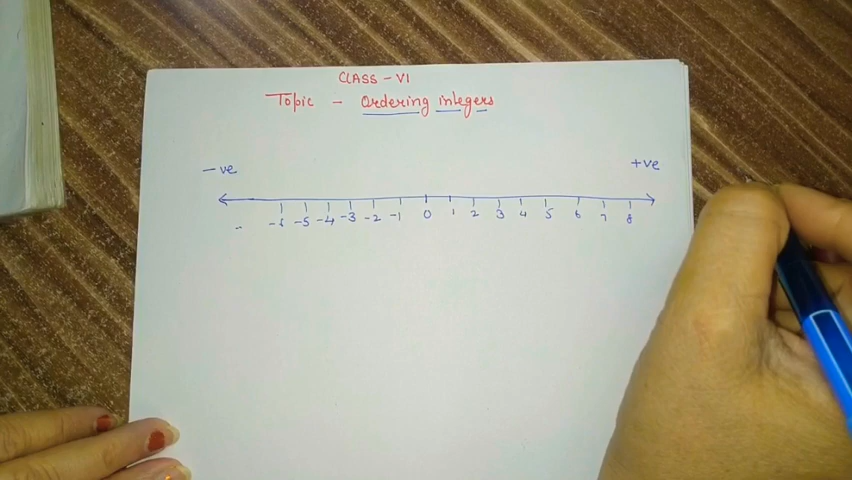 CLASS - VI
Topic - Ordering integers
-ve +ve
-6 -5 -4 -3 -2 -1 0 1 2 3 4 5 6 7 8